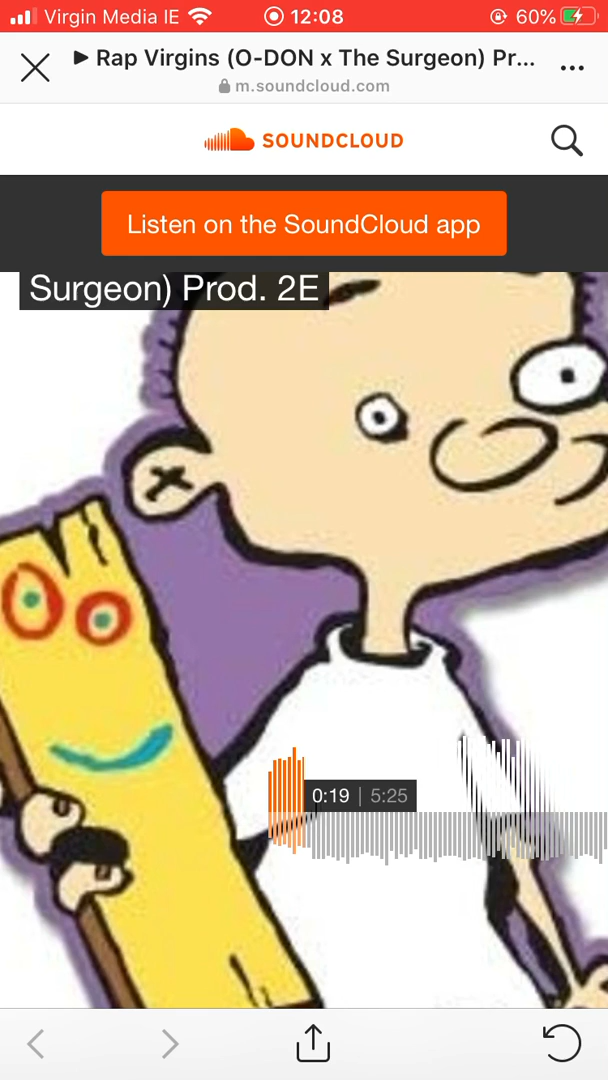 Virgin Media IE 12:08 60%
Rap Virgins (O-DON x The Surgeon) Pr...
m.soundcloud.com
SOUNDCLOUD
Listen on the SoundCloud app
Surgeon) Prod. 2E
0:19 | 5:25